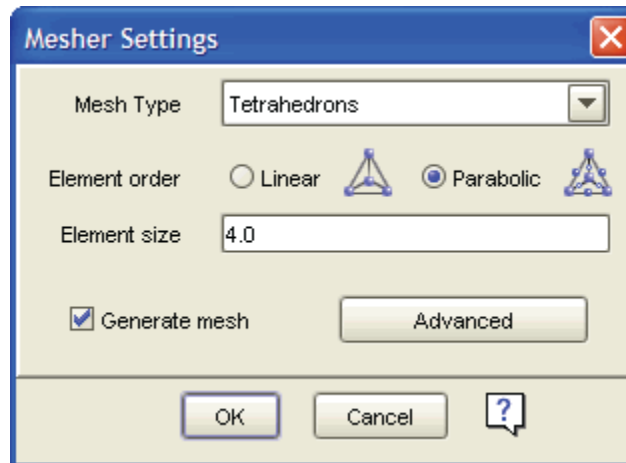 Mesher Settings
Mesh Type Tetrahedrons
Element order Linear Parabolic
Element size 4.0
Generate mesh Advanced
OK Cancel ?